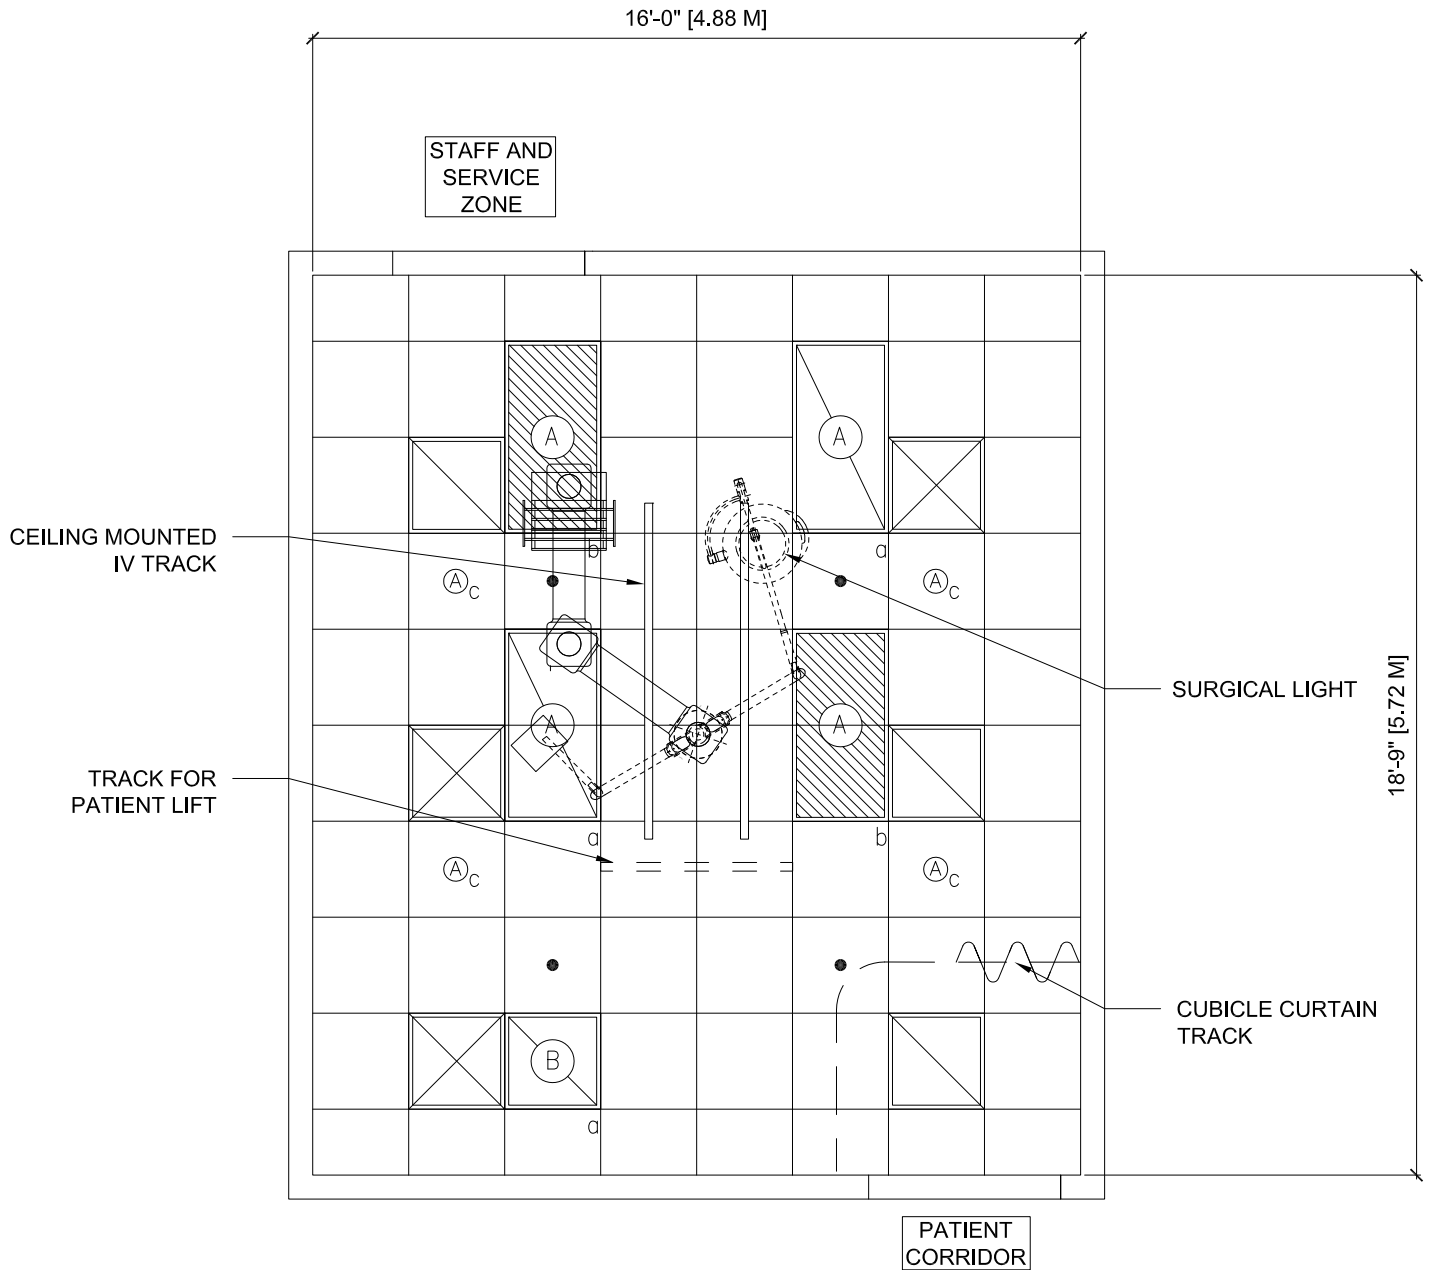 16'-0" [4.88 M]
STAFF AND
SERVICE
ZONE
A
A
CEILING MOUNTED
IV TRACK
b
a
A
c
A
c
18'-9" [5.72 M]
SURGICAL LIGHT
A
A
TRACK FOR
PATIENT LIFT
a
b
A
c
A
c
CUBICLE CURTAIN
TRACK
B
a
PATIENT
CORRIDOR